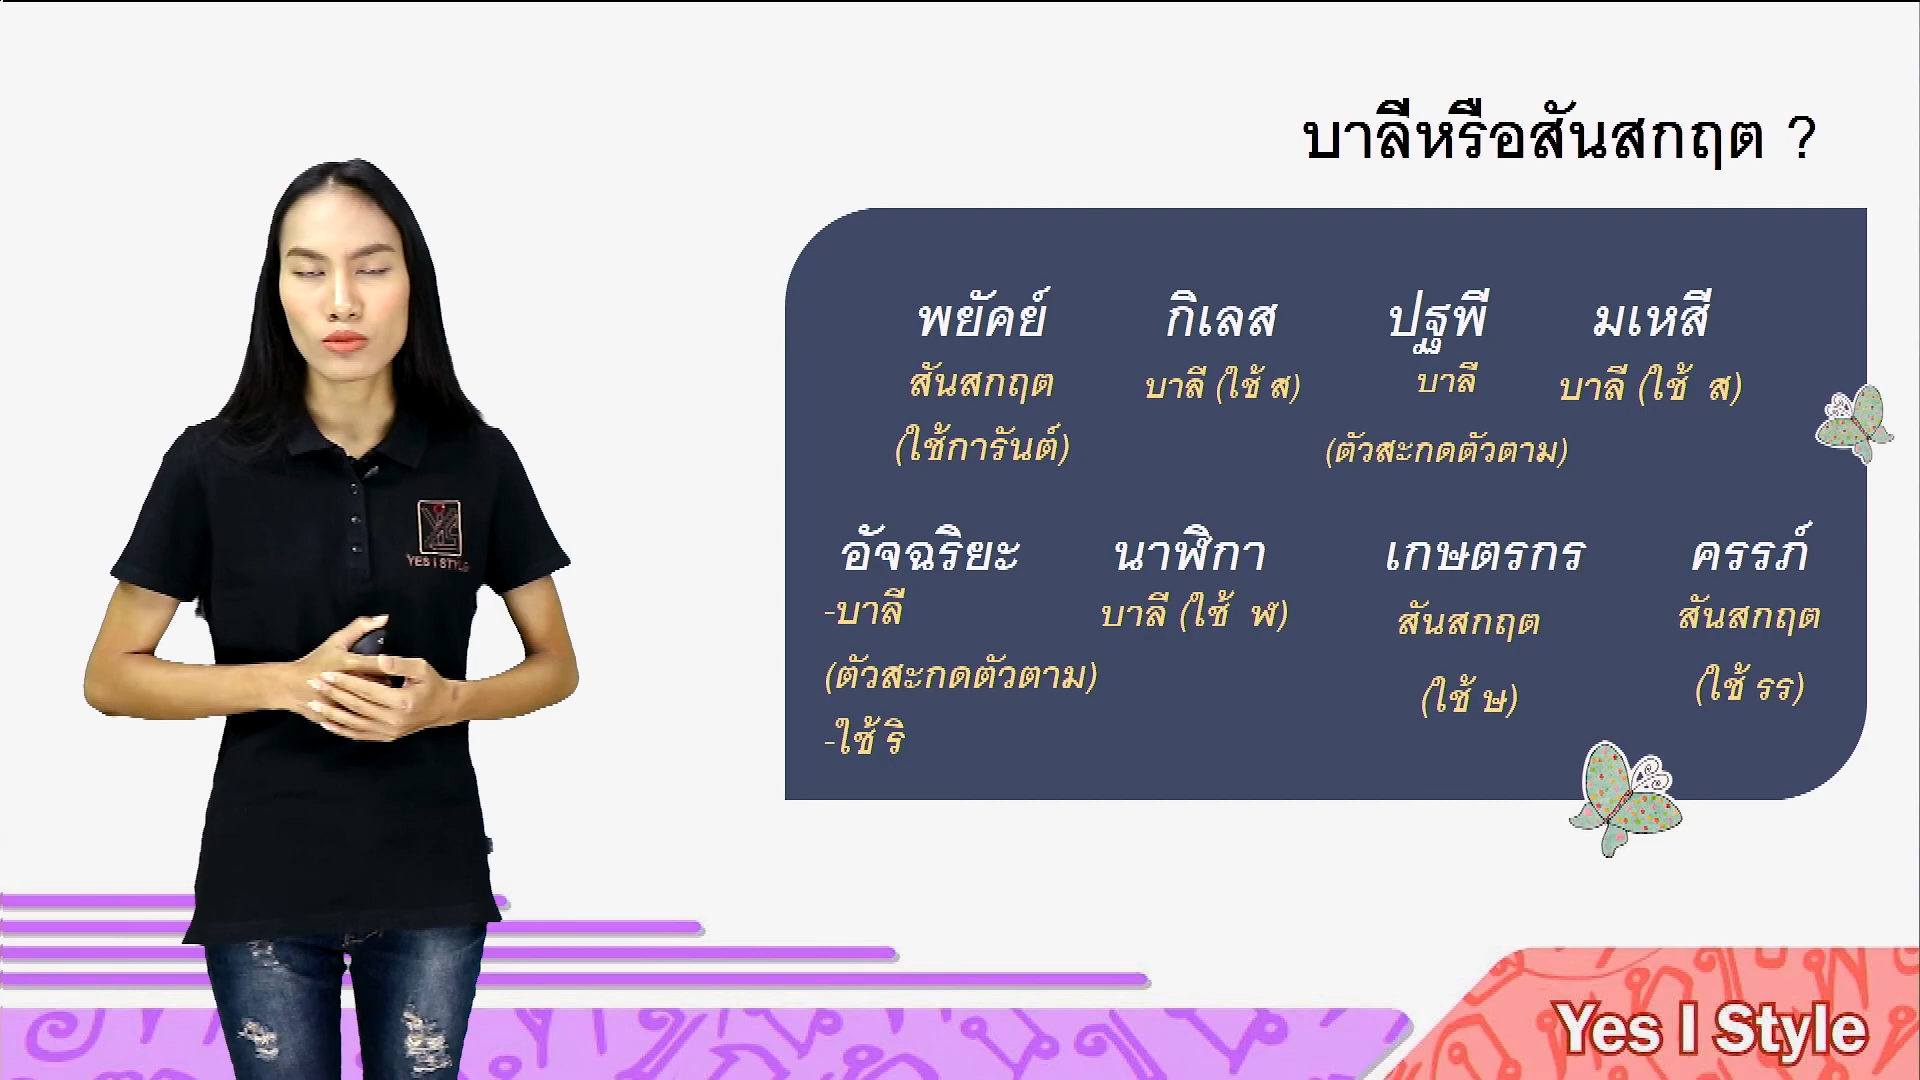 บาลีหรือสันสกฤต ?
พยัคย์ กิเลส ปฐพี มเหสี
สันสกฤต บาลี (ใช้ ส) บาลี บาลี (ใช้ ส)
(ใช้การันต์) (ตัวสะกดตัวตาม)
อัจฉริยะ นาฬิกา เกษตรกร ครรภ์
-บาลี บาลี (ใช้ ฬ) สันสกฤต สันสกฤต
(ตัวสะกดตัวตาม) (ใช้ ษ) (ใช้ รร)
-ใช้ ริ
YES I STYLE
Yes I Style